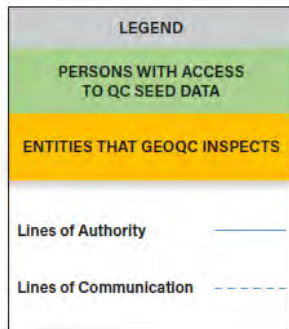 LEGEND
PERSONS WITH ACCESS
TO QC SEED DATA
ENTITIES THAT GEOQC INSPECTS
Lines of Authority
Lines of Communication